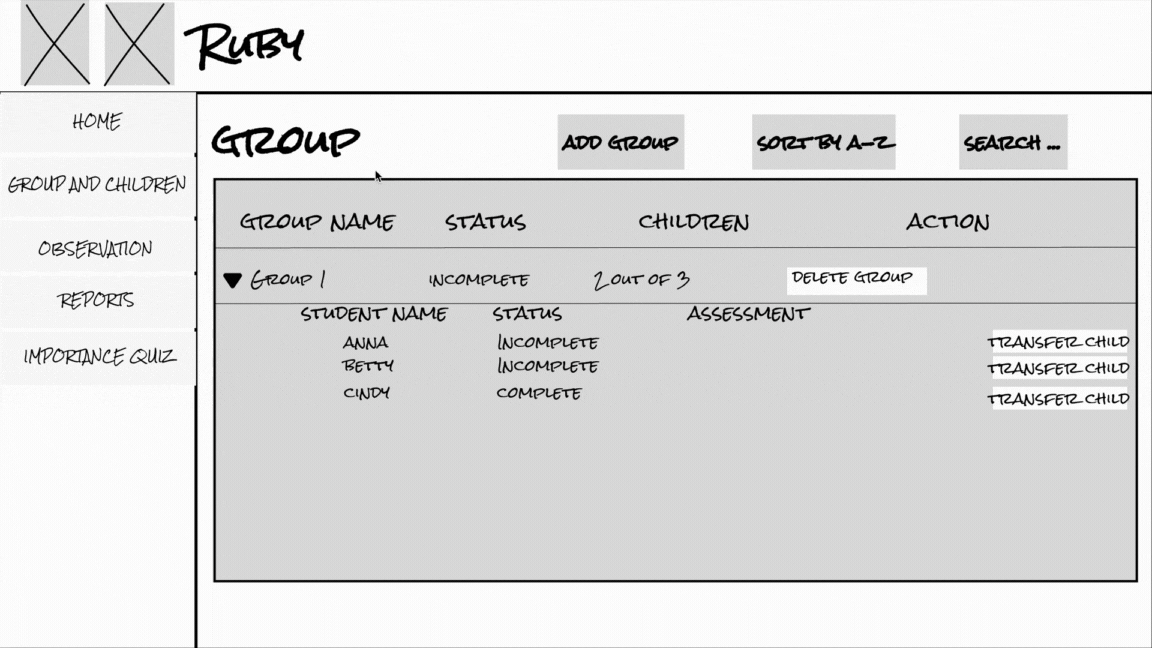 Ruby
HOME
GROUP AND CHILDREN
OBSERVATION
REPORTS
IMPORTANCE QUIZ
GROUP
ADD GROUP
SORT BY A-Z
SEARCH ...
GROUP NAME STATUS CHILDREN ACTION
Group 1 INCOMPLETE 2 OUT OF 3 DELETE GROUP
STUDENT NAME STATUS ASSESSMENT
ANNA INCOMPLETE TRANSFER CHILD
BETTY INCOMPLETE TRANSFER CHILD
CINDY COMPLETE TRANSFER CHILD